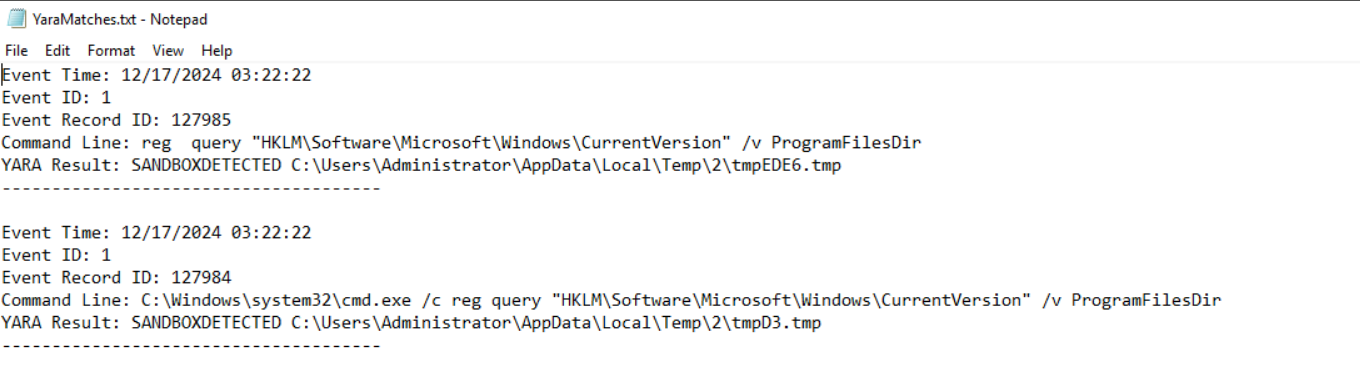 YaraMatches.txt - Notepad
File Edit Format View Help
Event Time: 12/17/2024 03:22:22
Event ID: 1
Event Record ID: 127985
Command Line: reg  query "HKLM\Software\Microsoft\Windows\CurrentVersion" /v ProgramFilesDir
YARA Result: SANDBOXDETECTED C:\Users\Administrator\AppData\Local\Temp\2\tmpEDE6.tmp
--------------------------------------
Event Time: 12/17/2024 03:22:22
Event ID: 1
Event Record ID: 127984
Command Line: C:\Windows\system32\cmd.exe /c reg query "HKLM\Software\Microsoft\Windows\CurrentVersion" /v ProgramFilesDir
YARA Result: SANDBOXDETECTED C:\Users\Administrator\AppData\Local\Temp\2\tmpD3.tmp
--------------------------------------